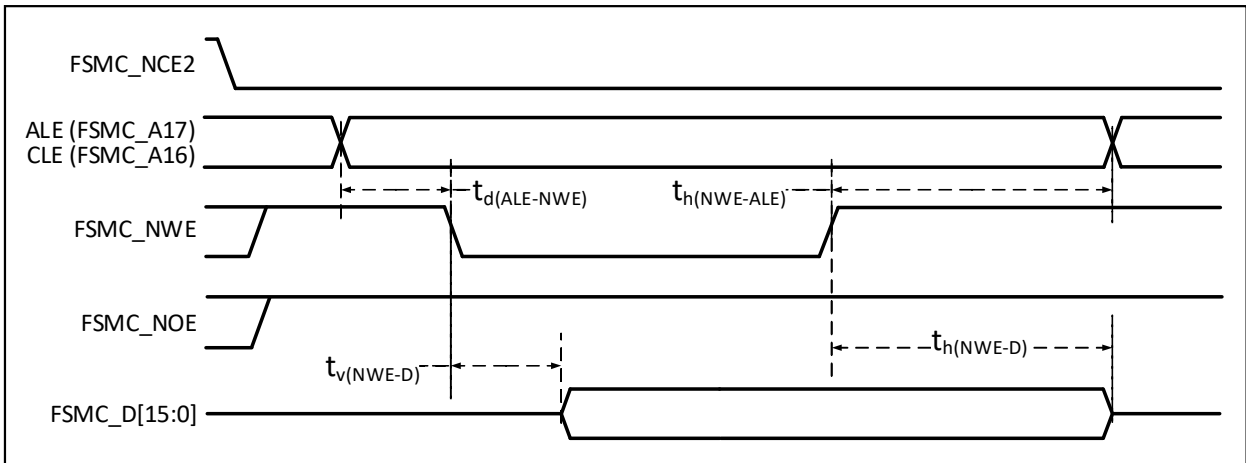 FSMC_NCE2
ALE (FSMC_A17)
CLE (FSMC_A16)
td(ALE-NWE)
th(NWE-ALE)
FSMC_NWE
FSMC_NOE
th(NWE-D)
tv(NWE-D)
FSMC_D[15:0]